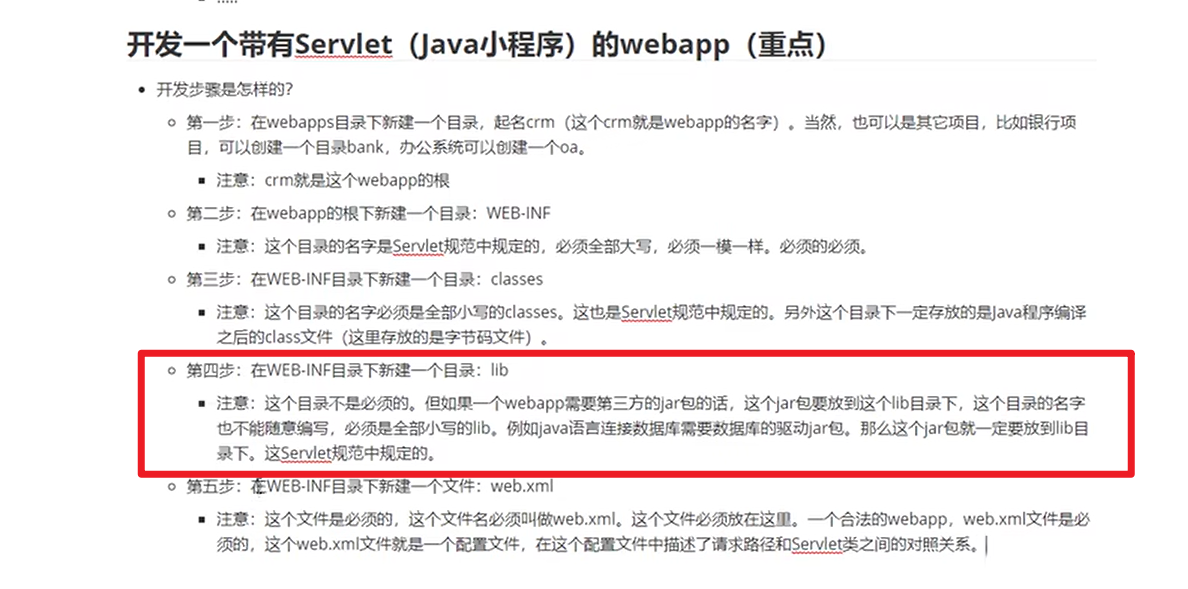 开发一个带有Servlet（Java小程序）的webapp（重点）
开发步骤是怎样的？
第一步：在webapps目录下新建一个目录，起名crm（这个crm就是webapp的名字）。当然，也可以是其它项目，比如银行项
目，可以创建一个目录bank，办公系统可以创建一个oa。
注意：crm就是这个webapp的根
第二步：在webapp的根下新建一个目录：WEB-INF
注意：这个目录的名字是Servlet规范中规定的，必须全部大写，必须一模一样。必须的必须。
第三步：在WEB-INF目录下新建一个目录：classes
注意：这个目录的名字必须是全部小写的classes。这也是Servlet规范中规定的。另外这个目录下一定存放的是Java程序编译
之后的class文件（这里存放的是字节码文件）。
第四步：在WEB-INF目录下新建一个目录：lib
注意：这个目录不是必须的。但如果一个webapp需要第三方的jar包的话，这个jar包要放到这个lib目录下，这个目录的名字
也不能随意编写，必须是全部小写的lib。例如java语言连接数据库需要数据库的驱动jar包。那么这个jar包就一定要放到lib目
录下。这Servlet规范中规定的。
第五步：在WEB-INF目录下新建一个文件：web.xml
注意：这个文件是必须的，这个文件名必须叫做web.xml。这个文件必须放在这里。一个合法的webapp，web.xml文件是必
须的，这个web.xml文件就是一个配置文件，在这个配置文件中描述了请求路径和Servlet类之间的对照关系。